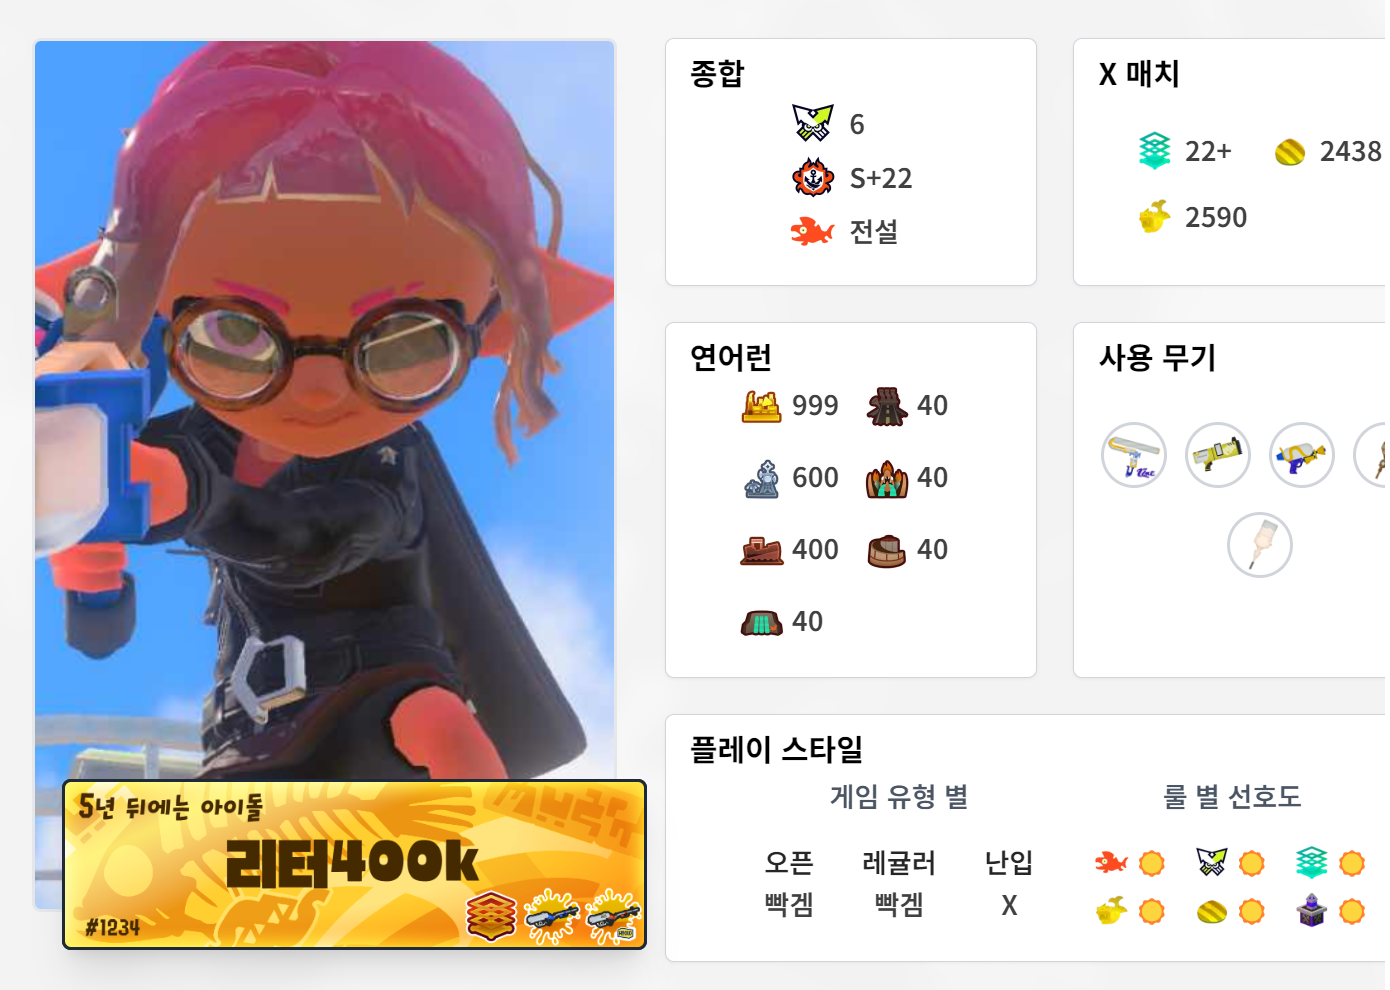 종합
6
S+22
전설
X 매치
22+
2438
2590
연어런
999
40
600
40
400
40
40
사용 무기
플레이 스타일
게임 유형 별
룰 별 선호도
오픈
레귤러
난입
빡겜
빡겜
X
5년 뒤에는 아이돌
리터400k
#1234